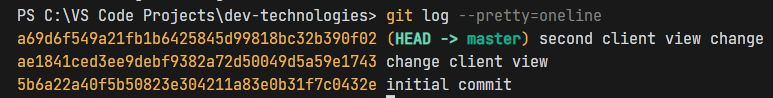 PS C:\VS Code Projects\dev-technologies> git log --pretty=oneline
a69d6f549a21fb1b6425845d99818bc32b390f02 (HEAD -> master) second client view change
ae1841ced3ee9debf9382a72d50049d5a59e1743 change client view
5b6a22a40f5b50823e304211a83e0b31f7c0432e initial commit